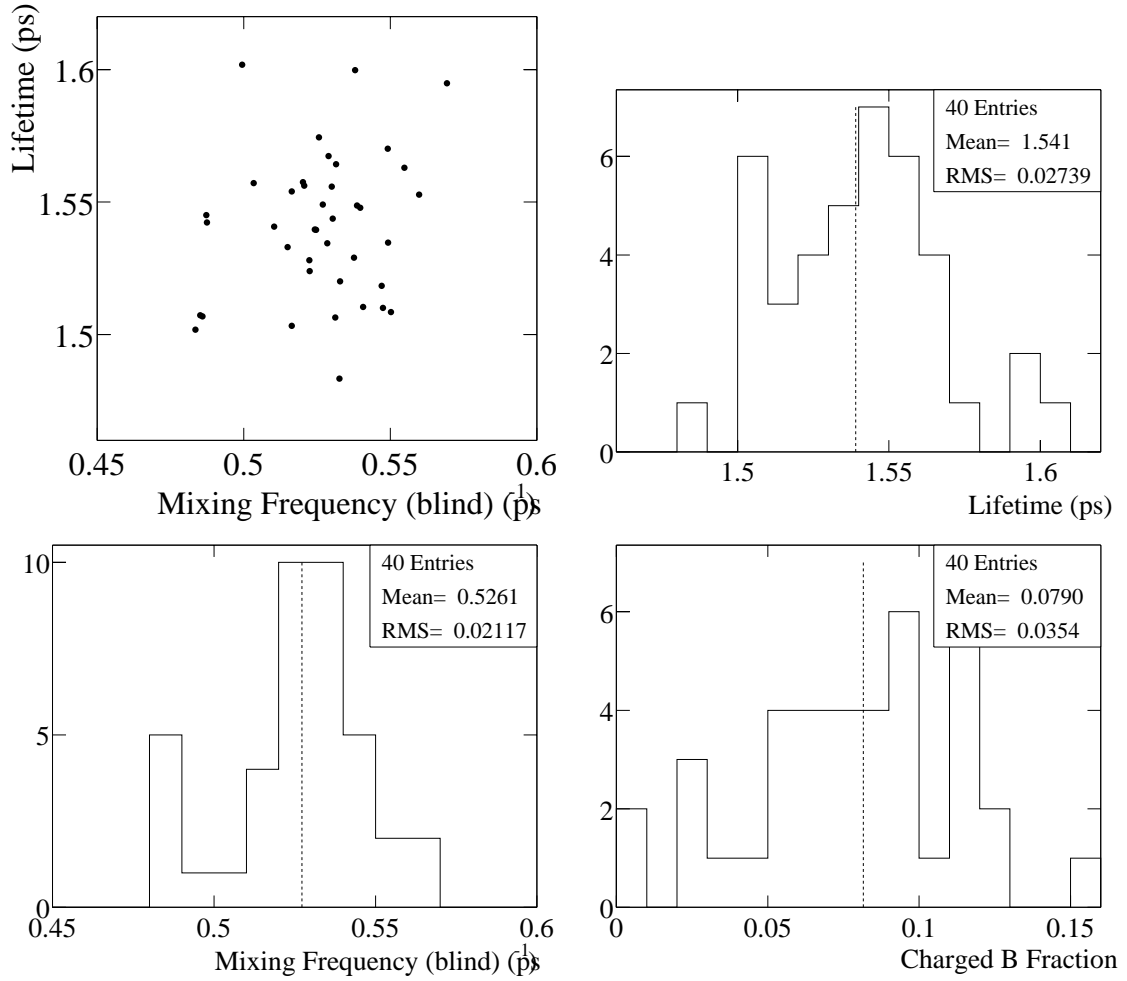 Lifetime (ps)
1.6
1.55
1.5
0.45 0.5 0.55 0.6
Mixing Frequency (blind) (ps-1)
40 Entries
Mean= 1.541
RMS= 0.02739
6
4
2
0
1.5 1.55 1.6
Lifetime (ps)
40 Entries
Mean= 0.5261
RMS= 0.02117
10
5
0
0.45 0.5 0.55 0.6
Mixing Frequency (blind) (ps-1)
40 Entries
Mean= 0.0790
RMS= 0.0354
6
4
2
0
0 0.05 0.1 0.15
Charged B Fraction